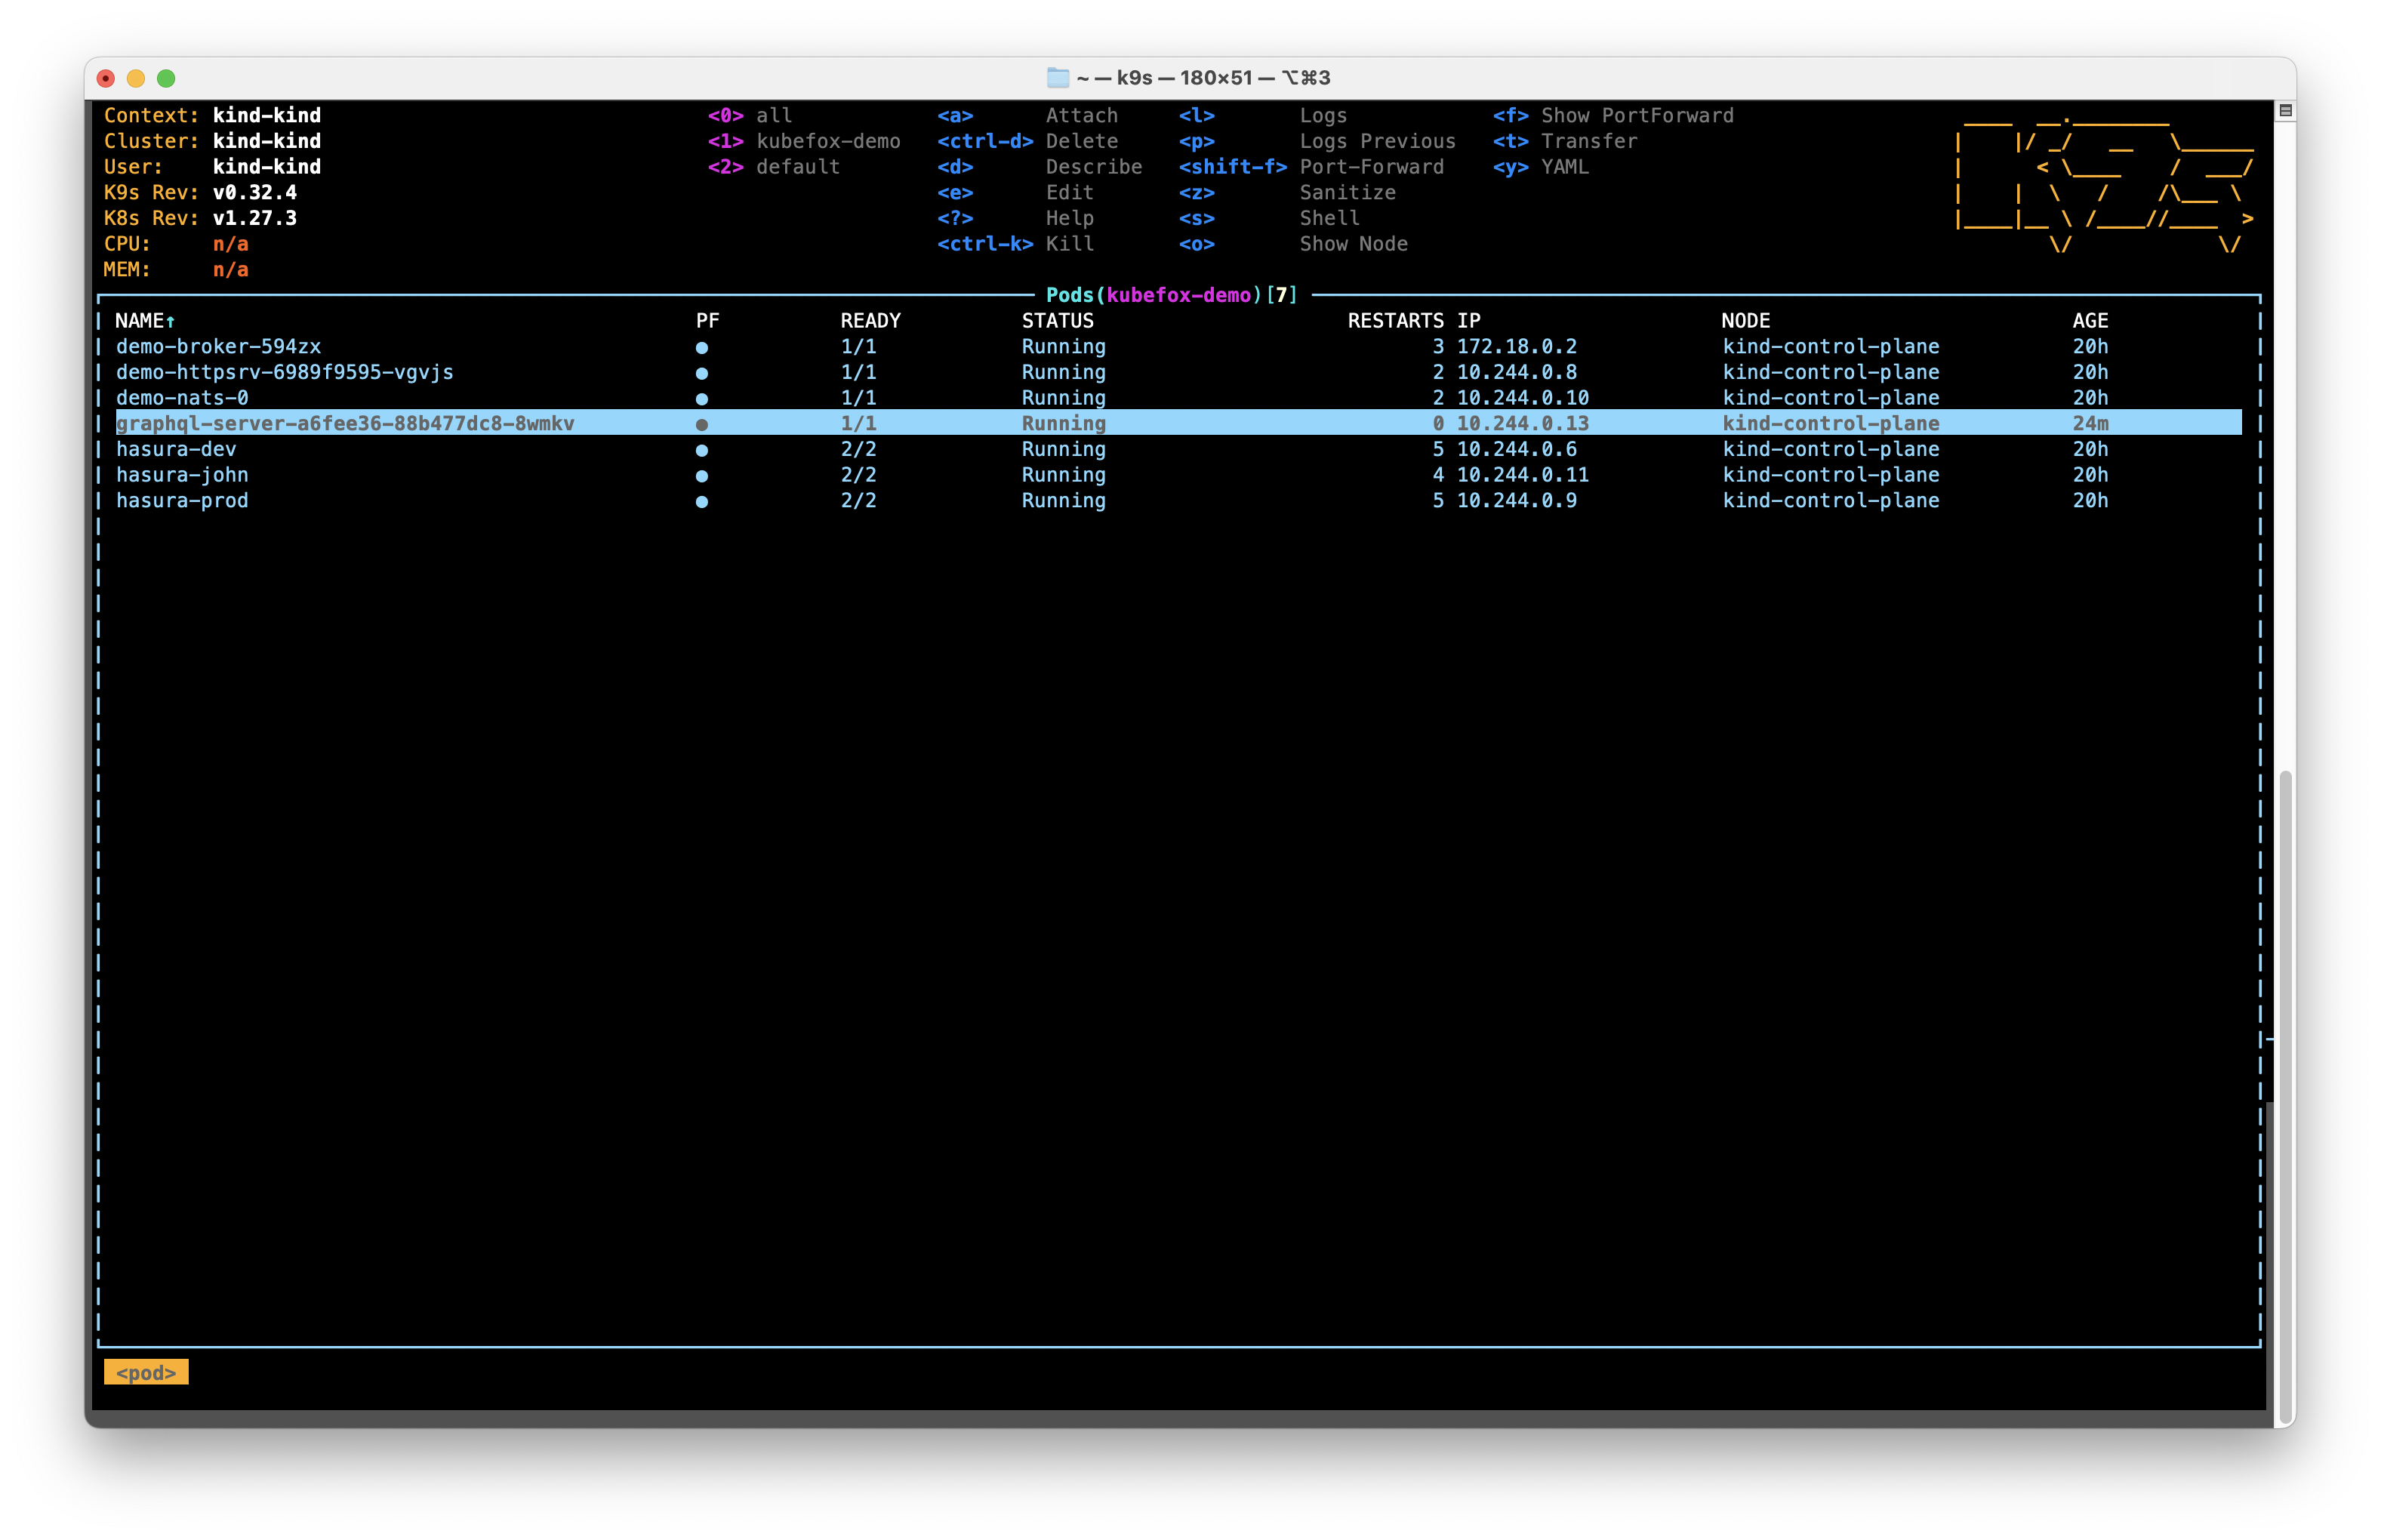 ~ — k9s — 180×51 — ⌥⌘3
Context: kind-kind <0> all <a> Attach <l> Logs <f> Show PortForward
Cluster: kind-kind <1> kubefox-demo <ctrl-d> Delete <p> Logs Previous <t> Transfer
User: kind-kind <2> default <d> Describe <shift-f> Port-Forward <y> YAML
K9s Rev: v0.32.4 <e> Edit <z> Sanitize
K8s Rev: v1.27.3 <?> Help <s> Shell
CPU: n/a <ctrl-k> Kill <o> Show Node
MEM: n/a
Pods(kubefox-demo)[7]
NAME↑ PF READY STATUS RESTARTS IP NODE AGE
demo-broker-594zx ● 1/1 Running 3 172.18.0.2 kind-control-plane 20h
demo-httpsrv-6989f9595-vgvjs ● 1/1 Running 2 10.244.0.8 kind-control-plane 20h
demo-nats-0 ● 1/1 Running 2 10.244.0.10 kind-control-plane 20h
graphql-server-a6fee36-88b477dc8-8wmkv ● 1/1 Running 0 10.244.0.13 kind-control-plane 24m
hasura-dev ● 2/2 Running 5 10.244.0.6 kind-control-plane 20h
hasura-john ● 2/2 Running 4 10.244.0.11 kind-control-plane 20h
hasura-prod ● 2/2 Running 5 10.244.0.9 kind-control-plane 20h
<pod>